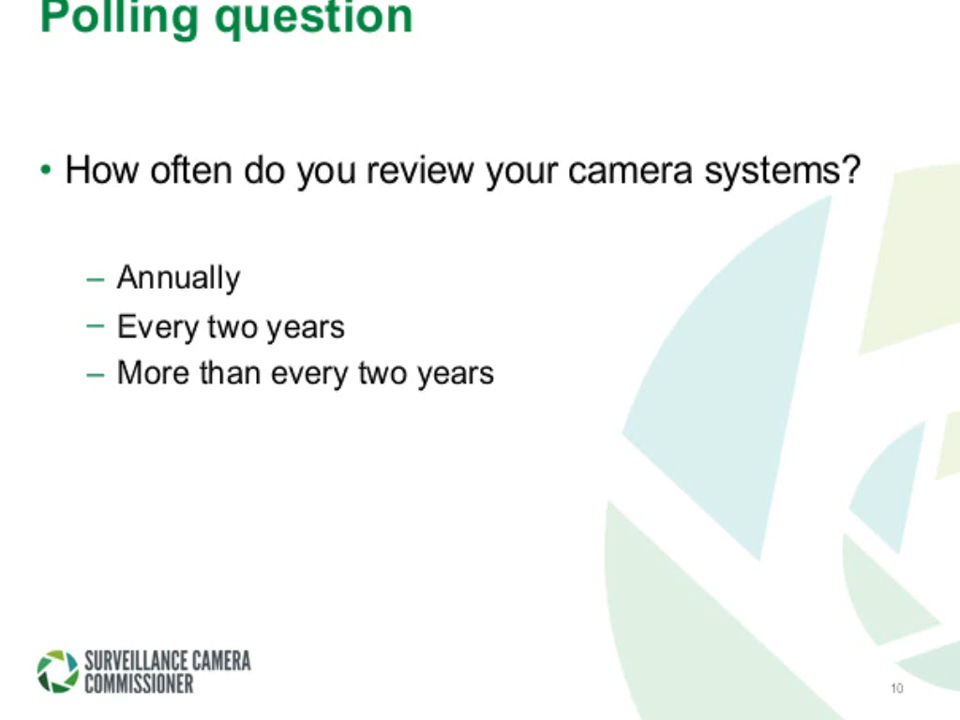 Polling question
• How often do you review your camera systems?
– Annually
– Every two years
– More than every two years
SURVEILLANCE CAMERA
COMMISSIONER
10